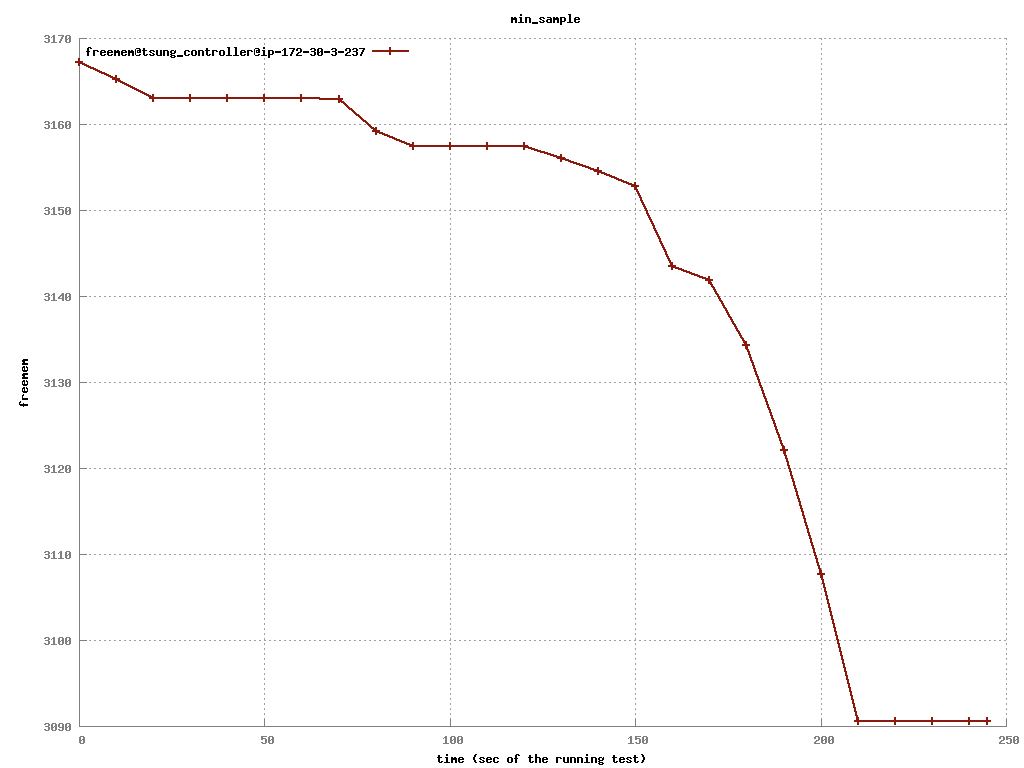 min_sample
freemem@tsung_controller@ip-172-30-3-237
3170
3160
3150
3140
3130
3120
3110
3100
3090
freemem
0 50 100 150 200 250
time (sec of the running test)